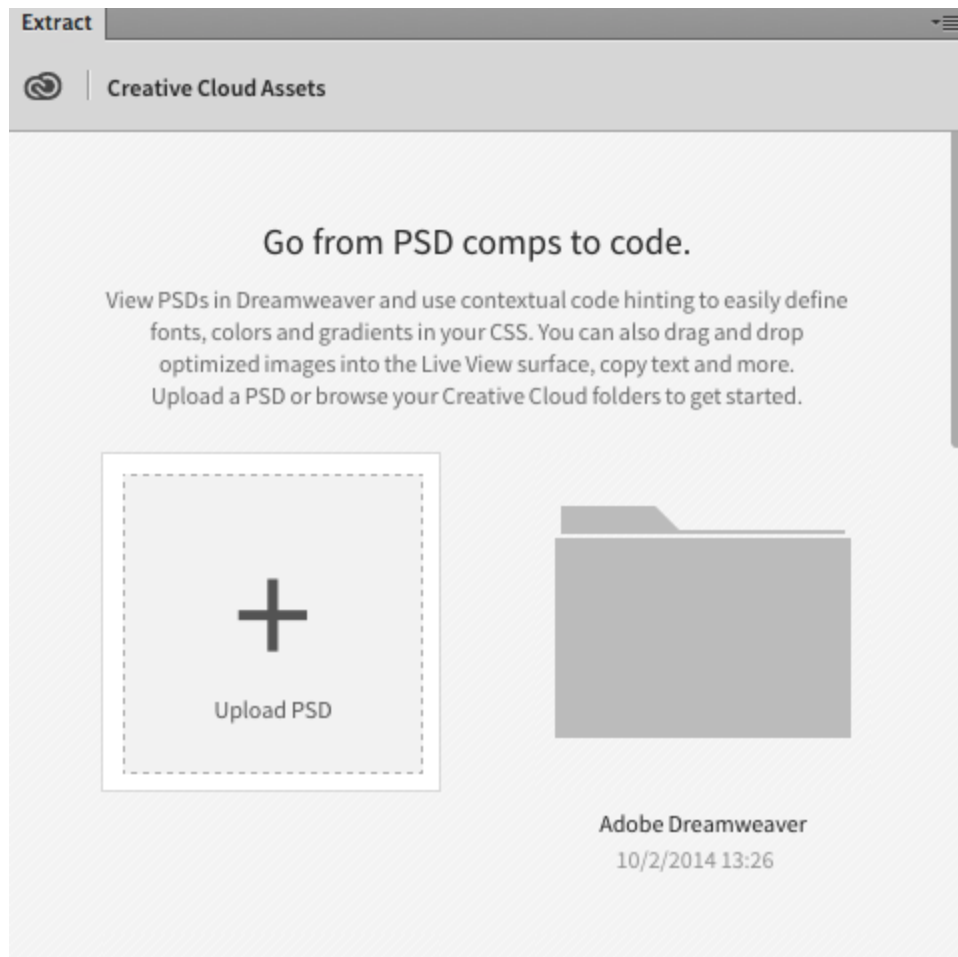 Extract
Creative Cloud Assets
Go from PSD comps to code.
View PSDs in Dreamweaver and use contextual code hinting to easily define
fonts, colors and gradients in your CSS. You can also drag and drop
optimized images into the Live View surface, copy text and more.
Upload a PSD or browse your Creative Cloud folders to get started.
Upload PSD
Adobe Dreamweaver
10/2/2014 13:26